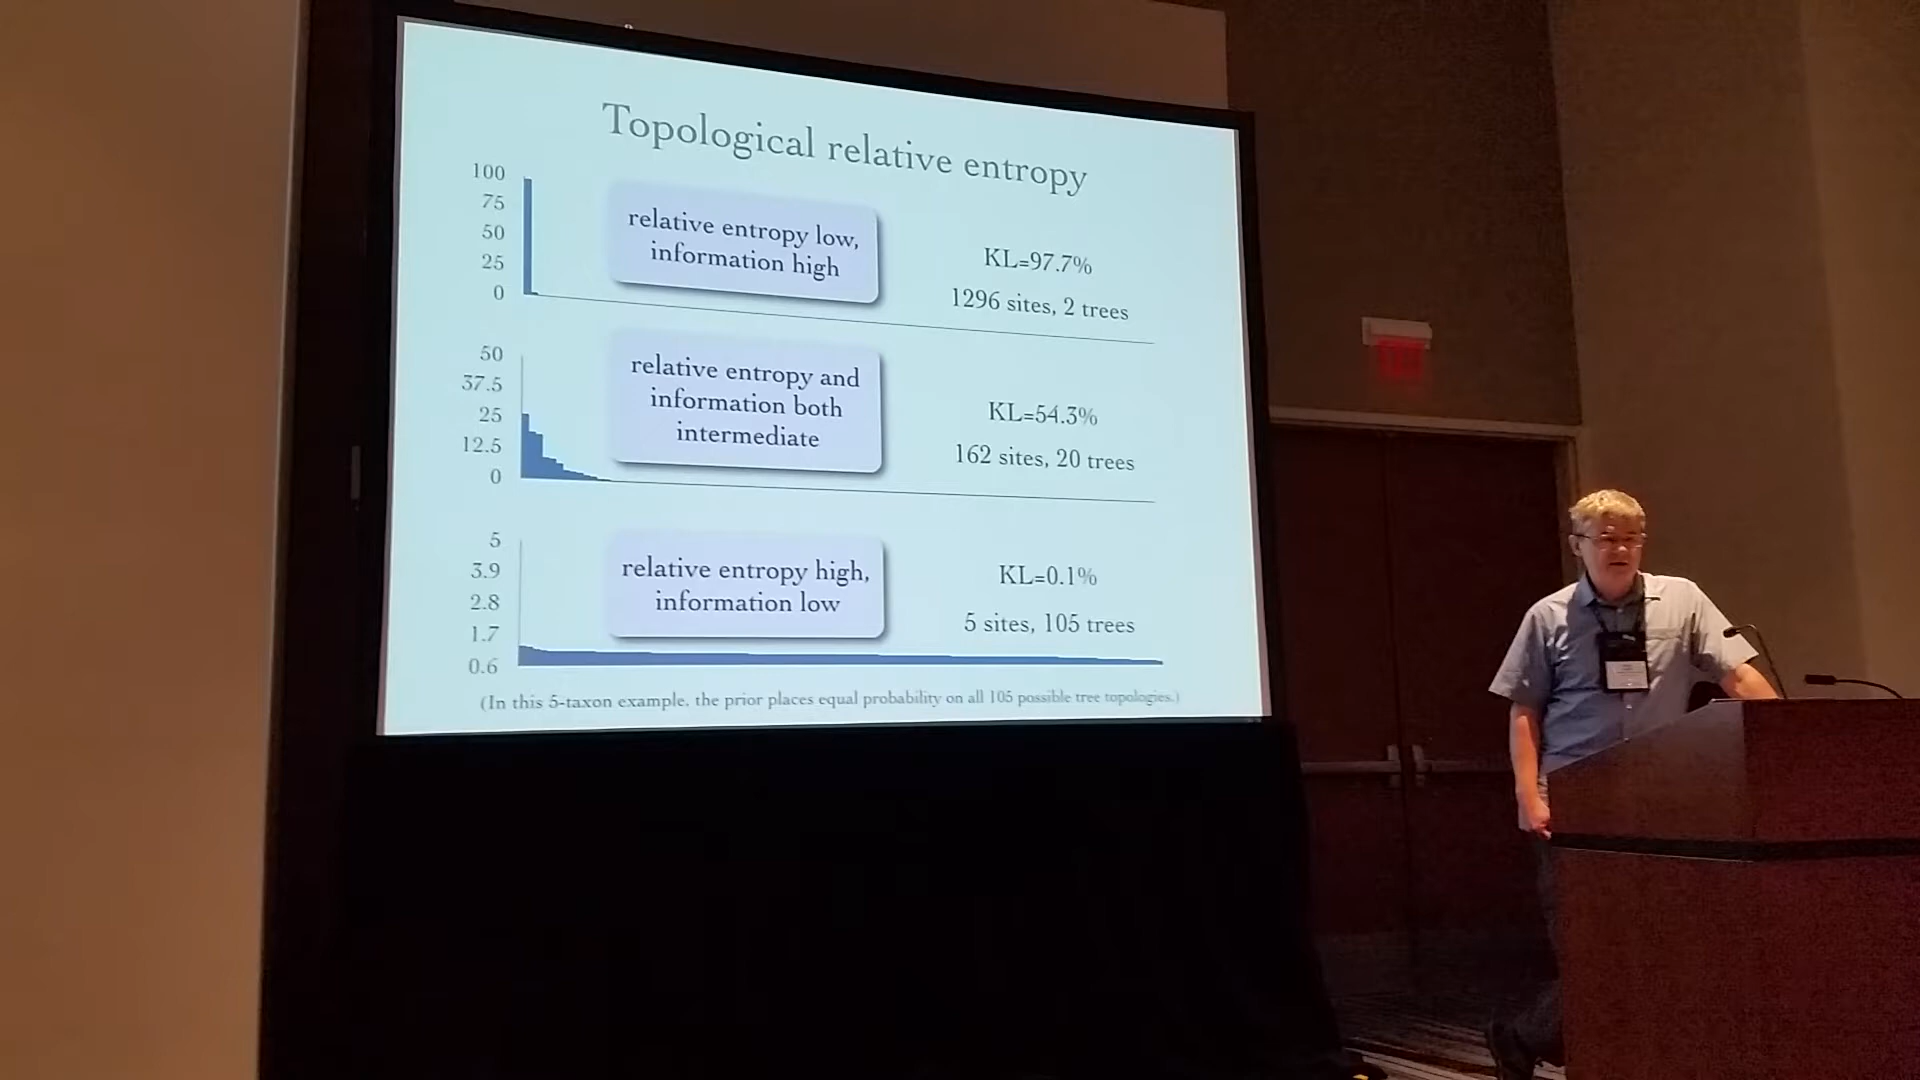 Topological relative entropy
100
75
50
25
0
relative entropy low,
information high
KL=97.7%
1296 sites, 2 trees
50
37.5
25
12.5
0
relative entropy and
information both
intermediate
KL=54.3%
162 sites, 20 trees
5
3.9
2.8
1.7
0.6
relative entropy high,
information low
KL=0.1%
5 sites, 105 trees
(In this 5-taxon example, the prior places equal probability on all 105 possible tree topologies.)